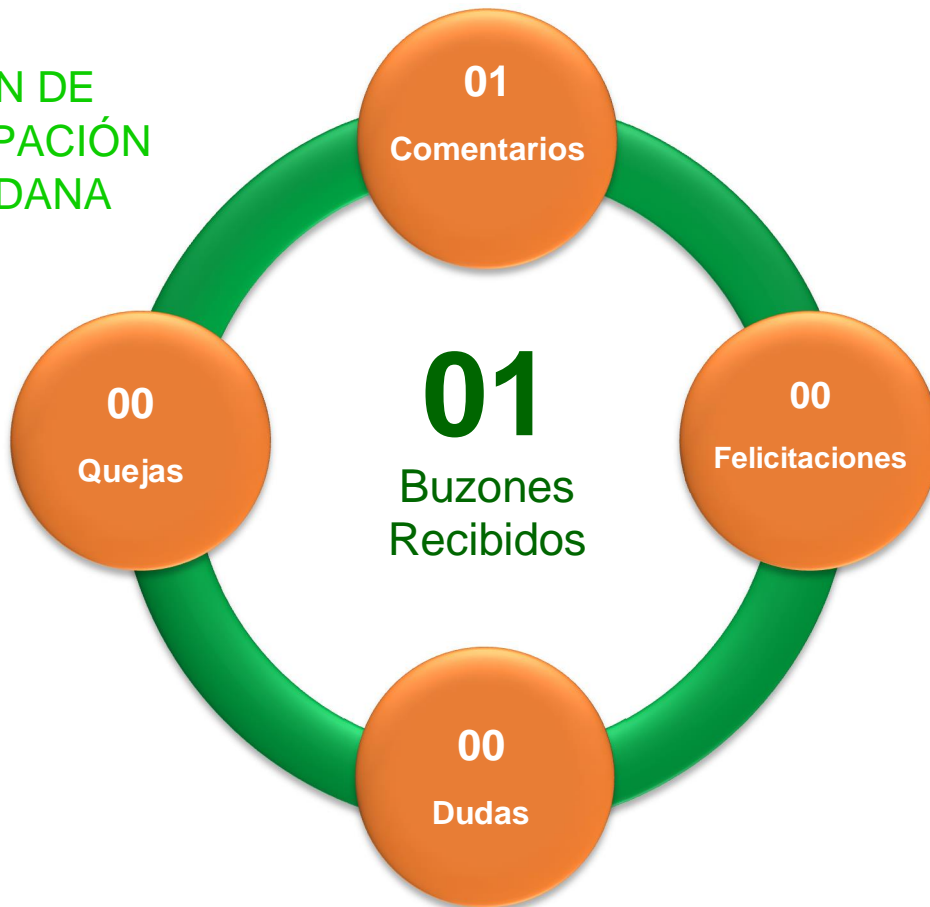 N DE
PACIÓN
DANA
01
Comentarios
00
Quejas
01
Buzones
Recibidos
00
Felicitaciones
00
Dudas